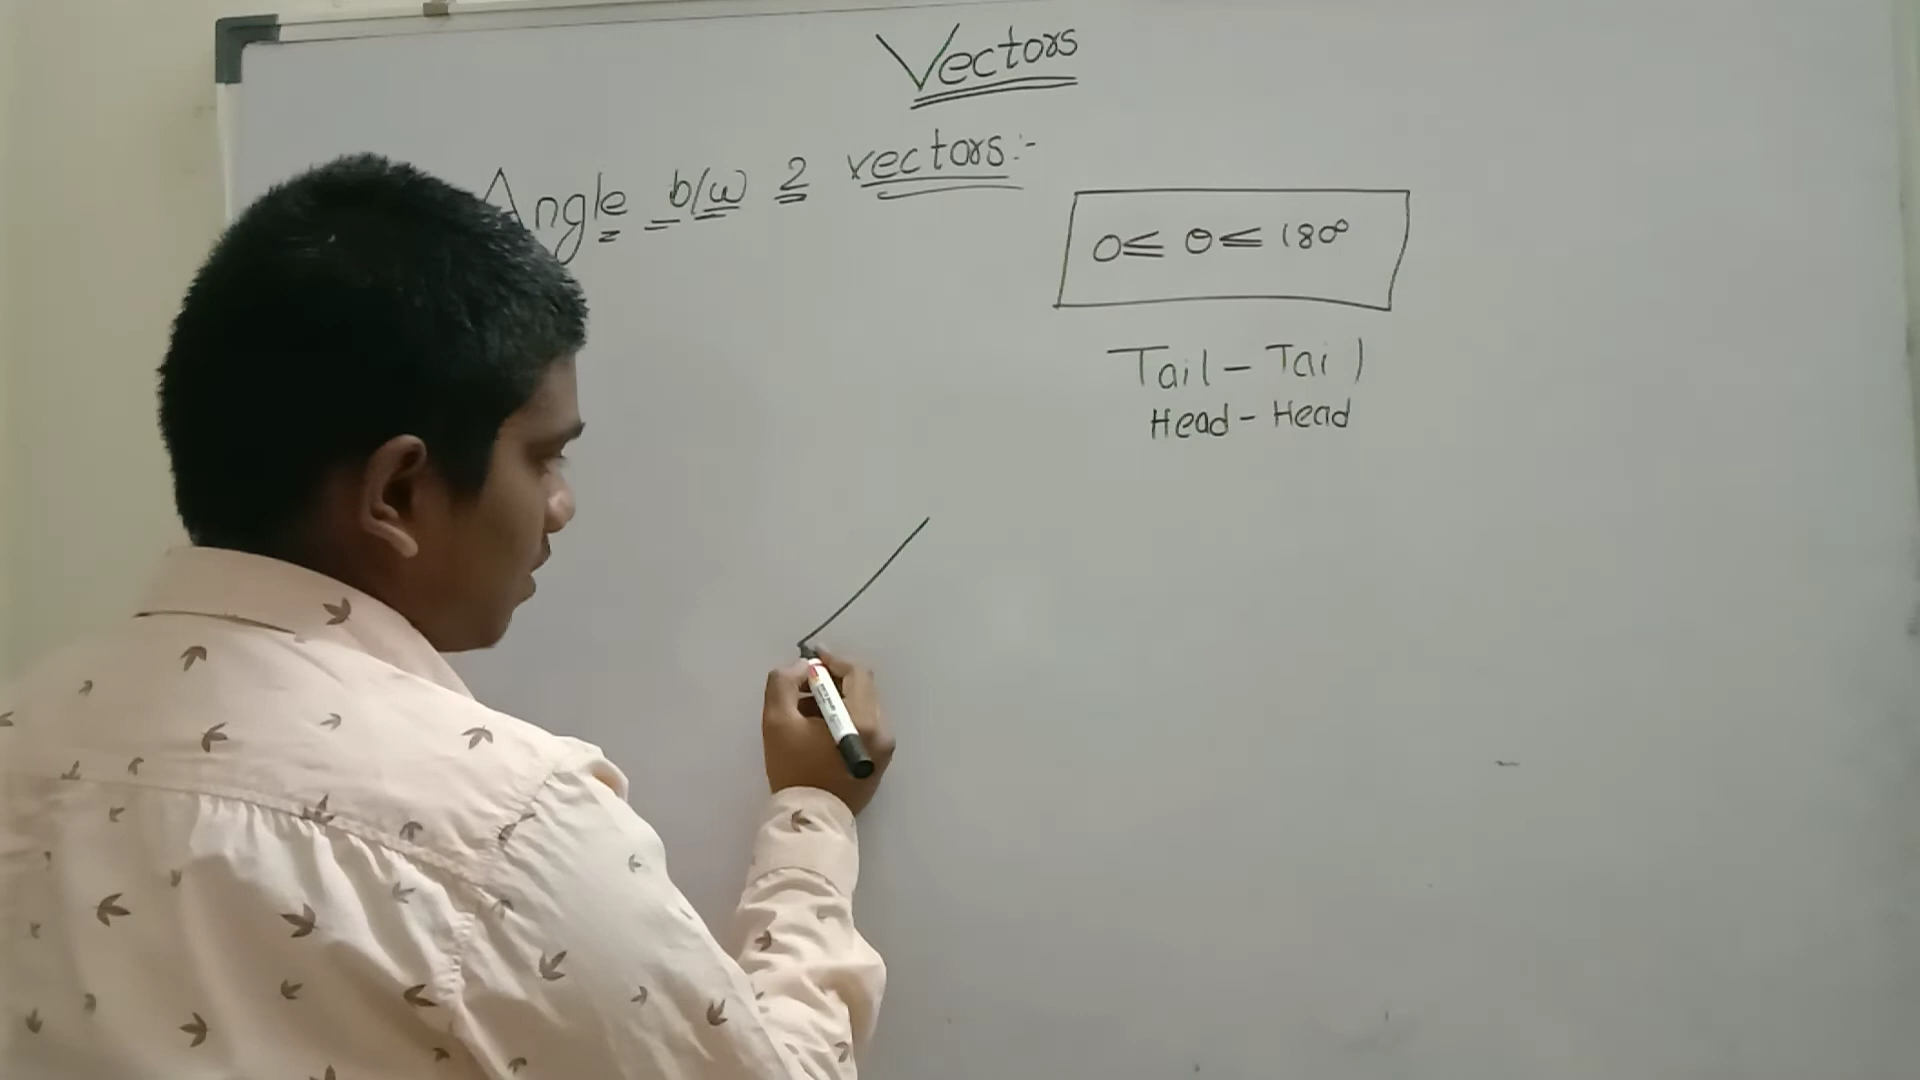 Vectors
Angle b/w 2 vectors:-
0≤ θ≤ 180°
Tail - Tail
Head - Head